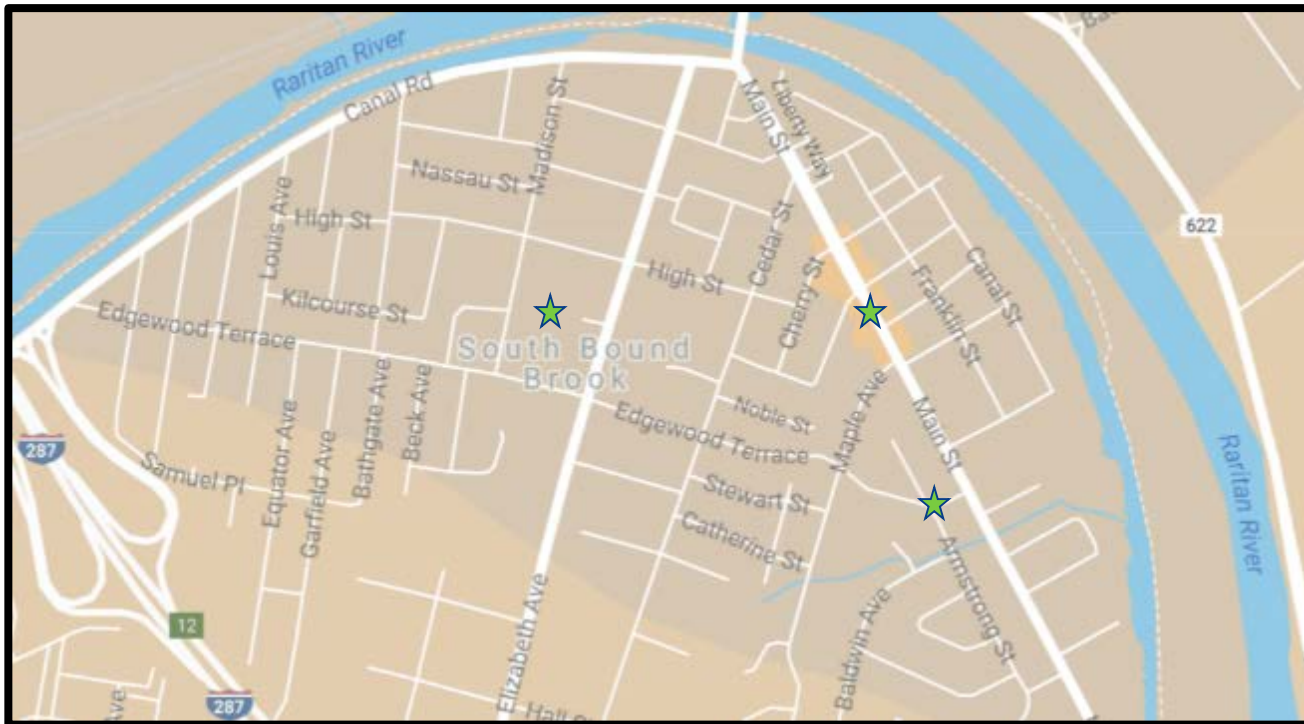 Raritan River
Canal Rd
Madison St
Main St
Liberty Way
Nassau St
Louis Ave
High St
622
High St
Cedar St
Cherry St
Franklin St
Canal St
Kilcourse St
Edgewood Terrace
South Bound
Brook
Equator Ave
Garfield Ave
Bathgate Ave
Beck Ave
Noble St
Edgewood Terrace
Maple Ave
Main St
Raritan River
287
Samuel Pl
Stewart St
Catherine St
Armstrong St
Baldwin Ave
Elizabeth Ave
12
287
Ave